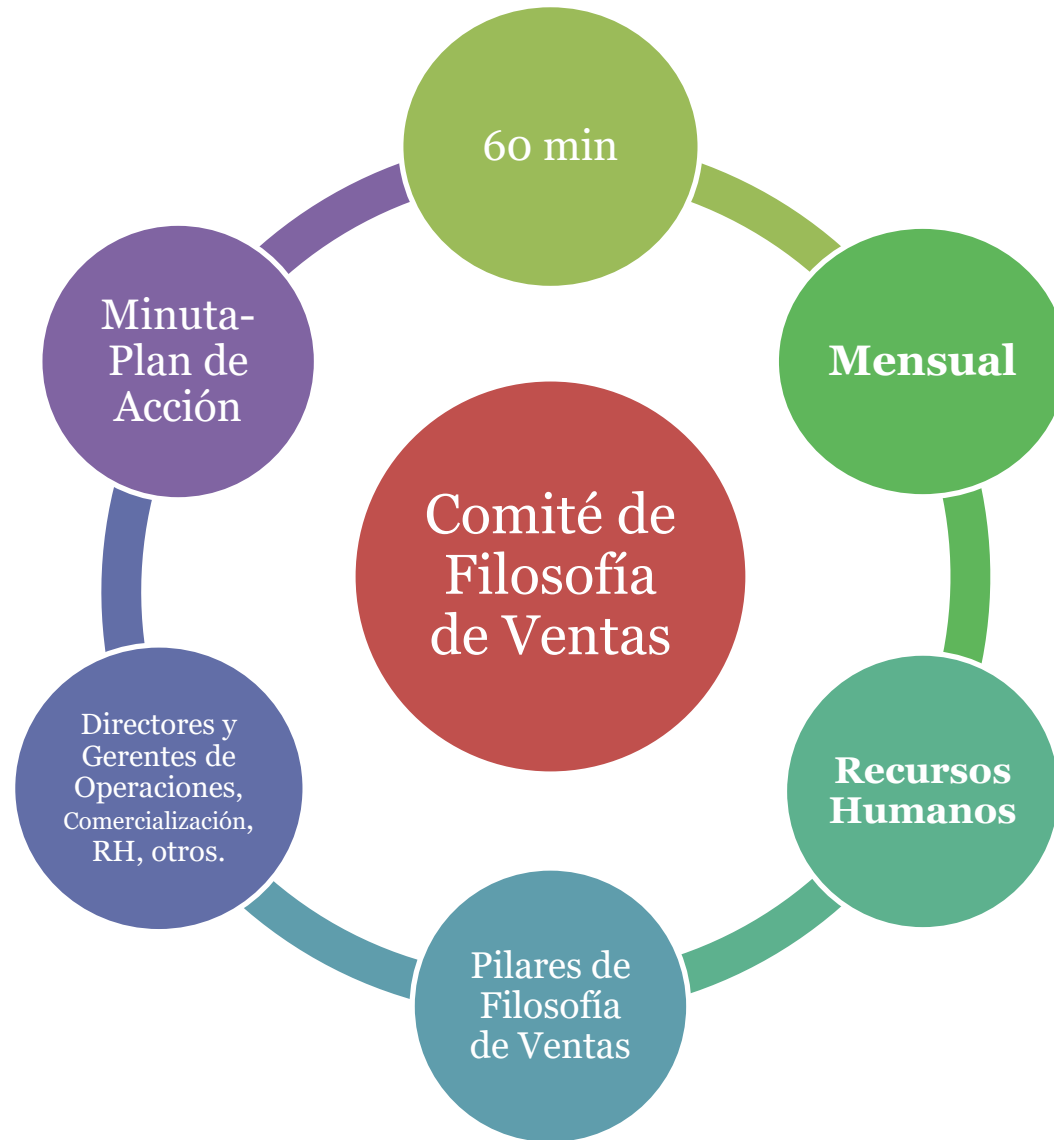 60 min
Mensual
Recursos
Humanos
Pilares de
Filosofía
de Ventas
Directores y
Gerentes de
Operaciones,
Comercialización,
RH, otros.
Minuta-
Plan de
Acción
Comité de
Filosofía
de Ventas